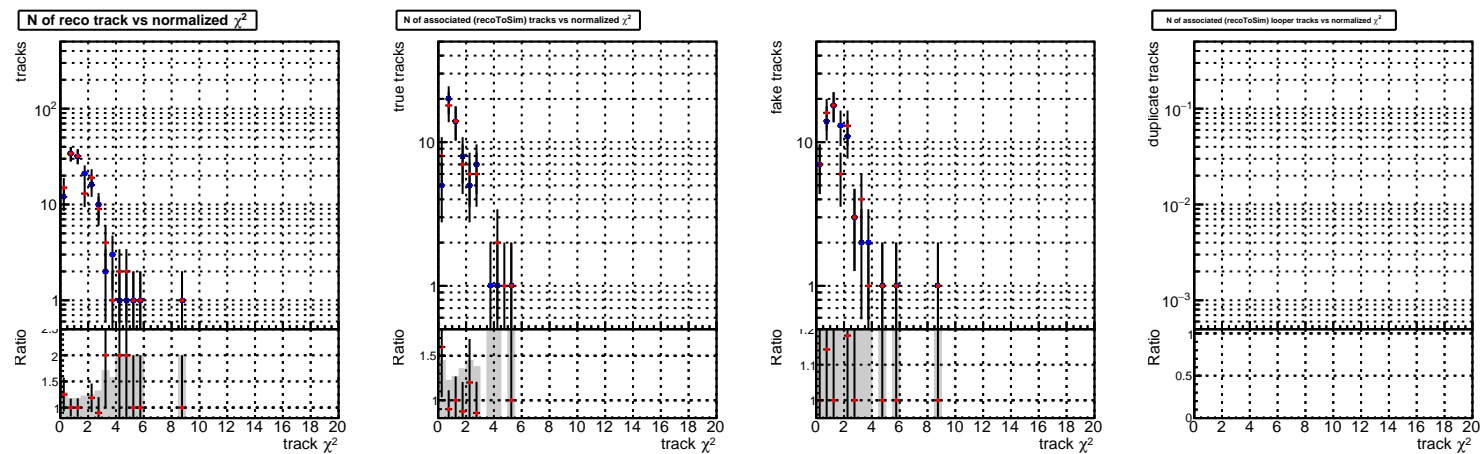 N of reco track vs normalized χ²
tracks
10²
10
1
Ratio
2.5
2
1.5
1
0 2 4 6 8 10 12 14 16 18 20
track χ²
N of associated (recoToSim) tracks vs normalized χ²
true tracks
10
1
Ratio
1.5
1
0 2 4 6 8 10 12 14 16 18 20
track χ²
fake tracks
10
1
Ratio
1.2
1.1
1
0 2 4 6 8 10 12 14 16 18 20
track χ²
N of associated (recoToSim) looper tracks vs normalized χ²
duplicate tracks
10⁻¹
10⁻²
10⁻³
Ratio
1
0.5
0
0 2 4 6 8 10 12 14 16 18 20
track χ²